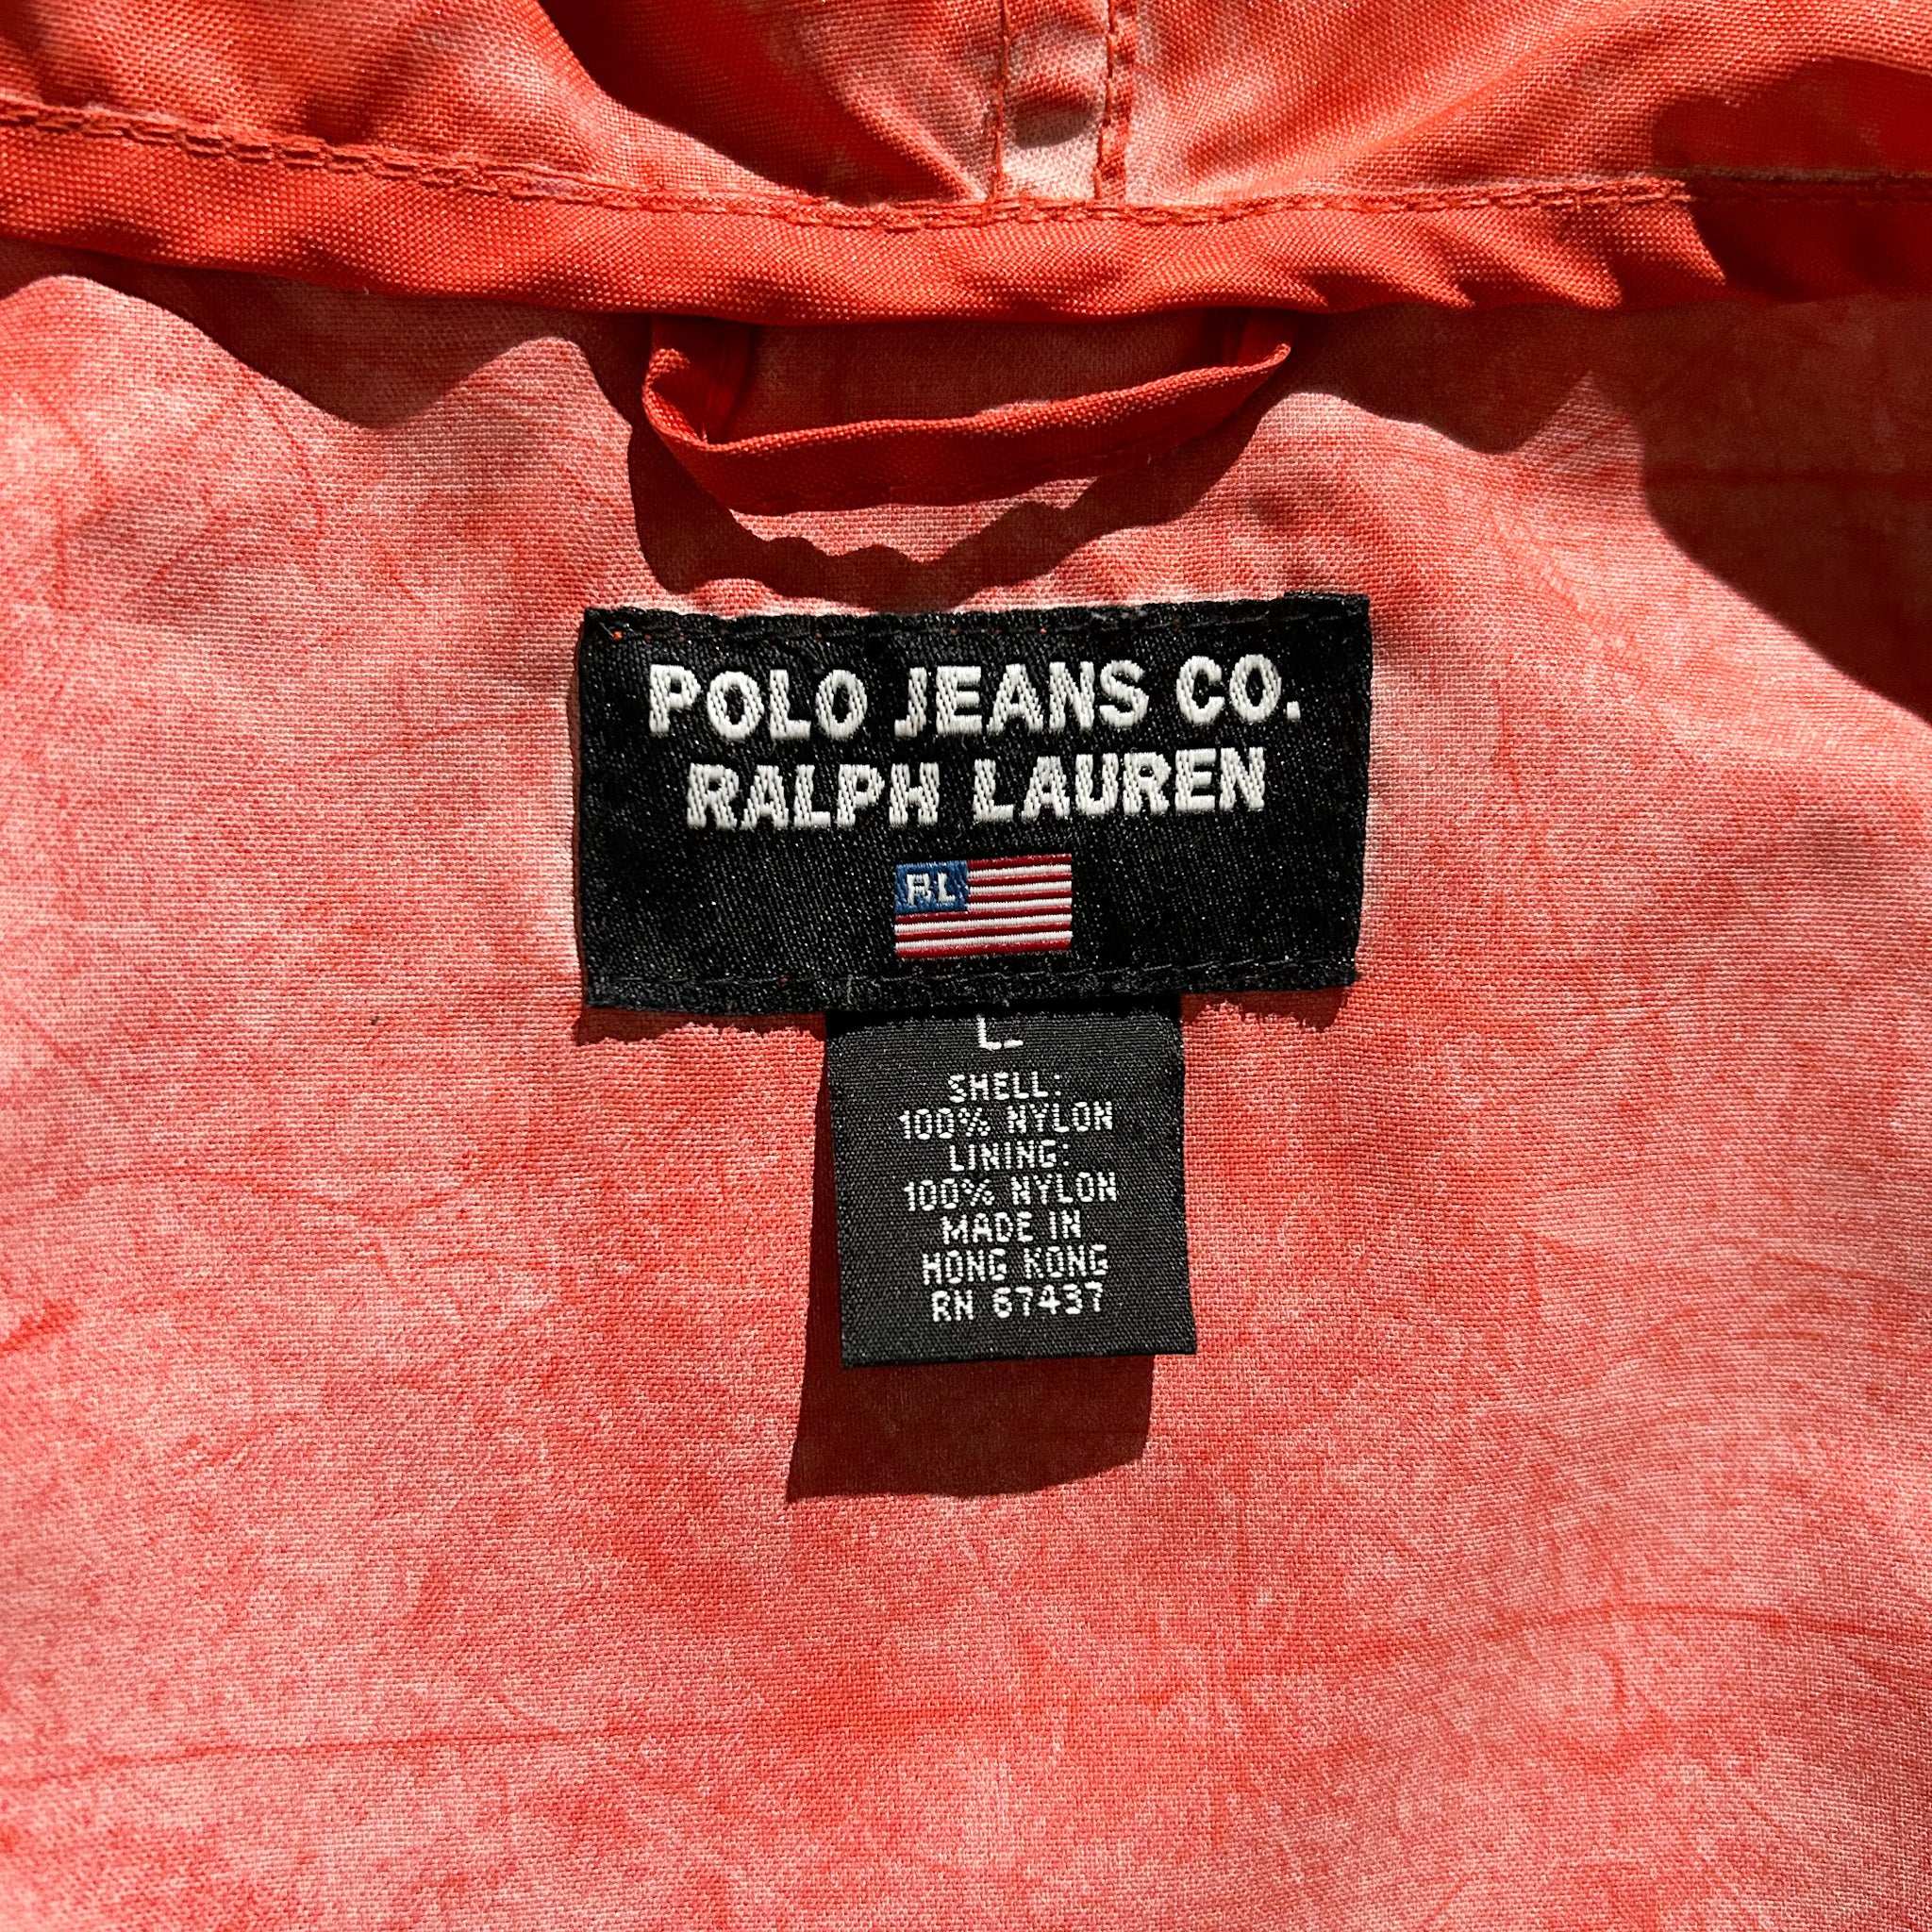 POLO JEANS CO.
RALPH LAUREN
RL
L
SHELL:
100% NYLON
LINING:
100% NYLON
MADE IN
HONG KONG
RN 67437